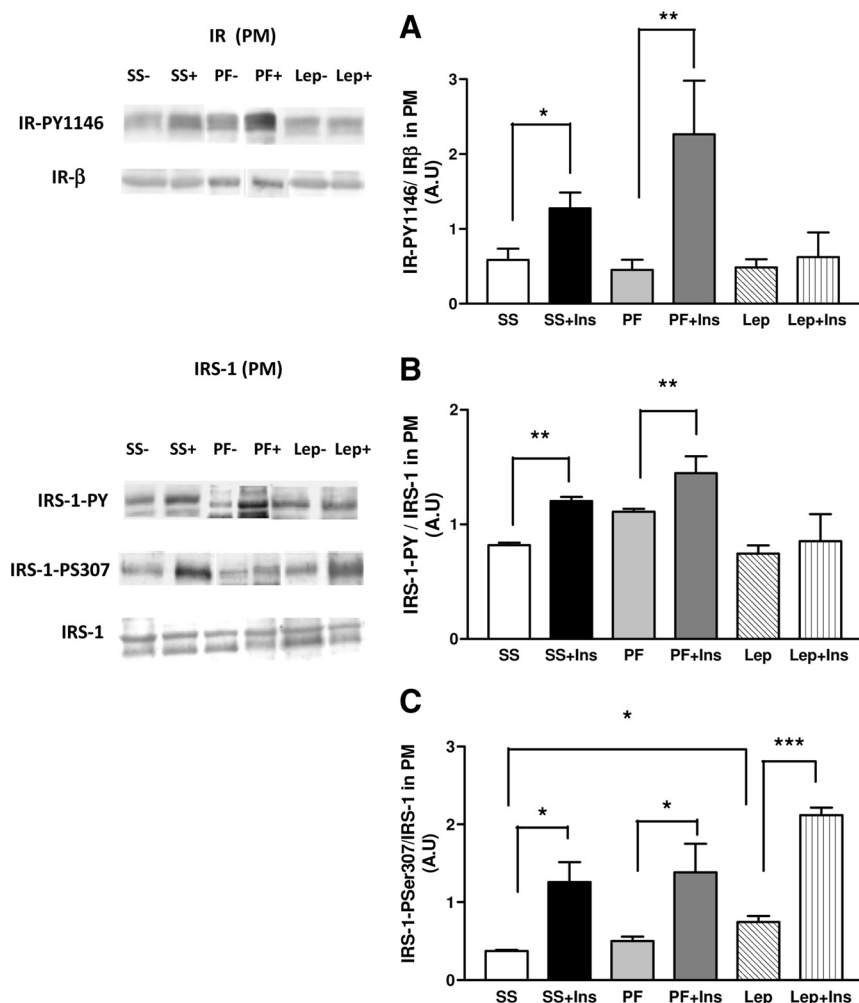 IR (PM)
SS- SS+ PF- PF+ Lep- Lep+
IR-PY1146
IR-β
A
**
*
IR-PY1146/ IRβ in PM
(A.U)
3
2
1
0
SS SS+Ins PF PF+Ins Lep Lep+Ins
IRS-1 (PM)
SS- SS+ PF- PF+ Lep- Lep+
IRS-1-PY
IRS-1-PS307
IRS-1
B
**
**
IRS-1-PY / IRS-1 in PM
(A.U)
2
1
0
SS SS+Ins PF PF+Ins Lep Lep+Ins
C
*
***
*
*
IRS-1-PSer307/IRS-1 in PM
(A.U)
3
2
1
0
SS SS+Ins PF PF+Ins Lep Lep+Ins